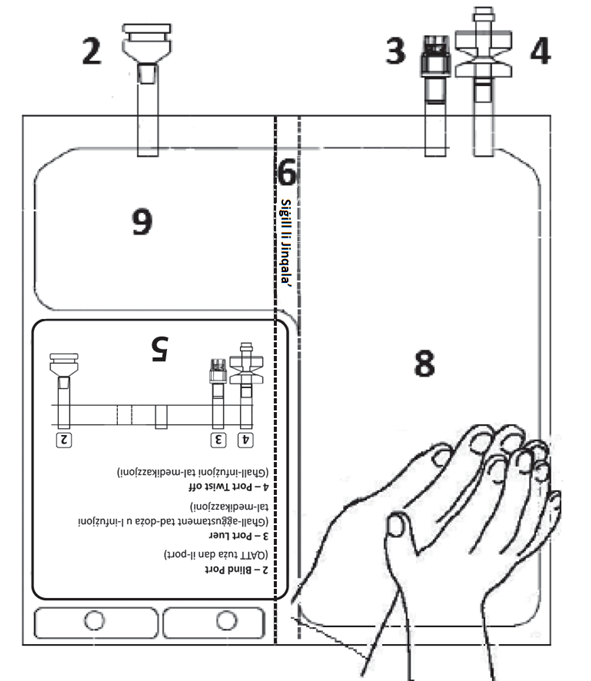 2
3
4
6
Siġill li Jinqala’
9
2 – Blind Port
(QATT tuża dan il-port)
3 – Port Luer
(Għall-aġġustament tad-doża u l-infużjoni
tal-medikazzjoni)
4 – Port Twist off
(Għall-infużjoni tal-medikazzjoni)
4 3 2
5
8